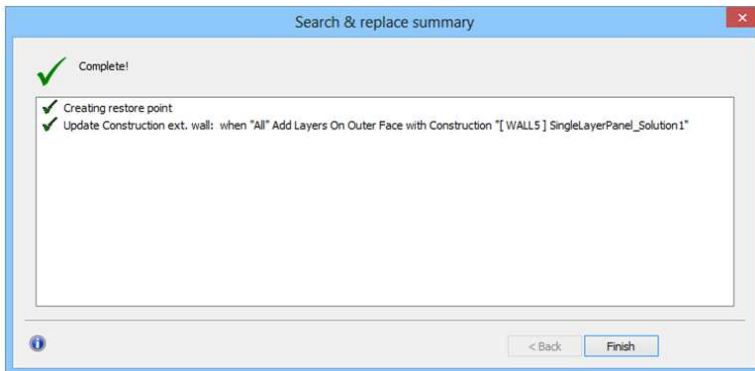 Search & replace summary
Complete!
Creating restore point
Update Construction ext. wall: when "All" Add Layers On Outer Face with Construction "[ WALL5 ] SingleLayerPanel_Solution1"
< Back
Finish